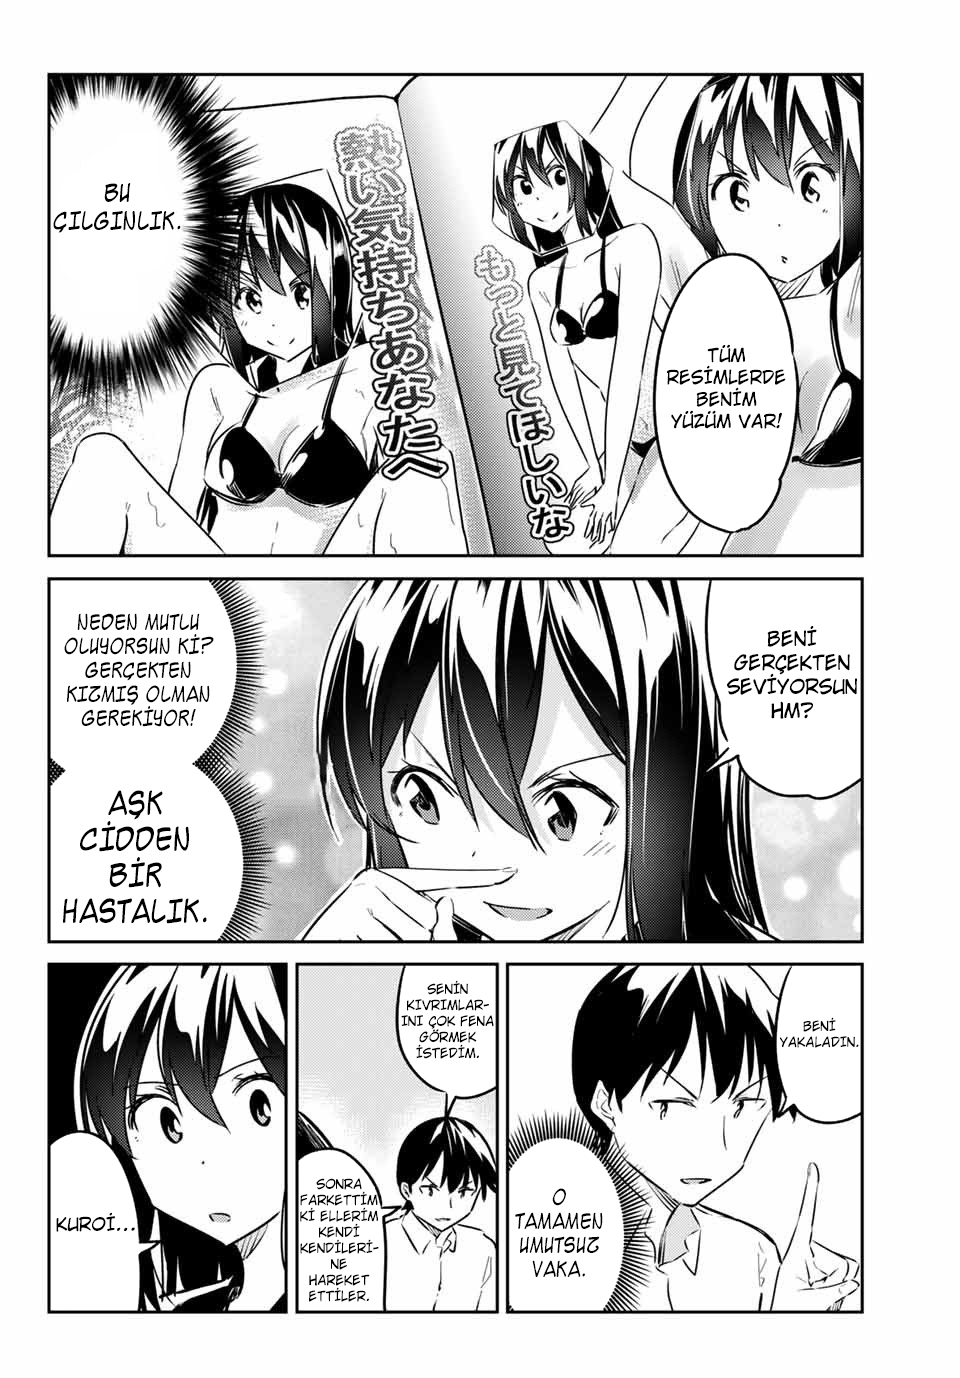 TÜM
RESİMLERDE
BENİM
YÜZÜM VAR!
もっと見てほしいな
熱い気持ちあなたへ
BU
ÇILGINLIK.
BENİ
GERÇEKTEN
SEVİYORSUN
HM?
NEDEN MUTLU
OLUYORSUN Kİ?
GERÇEKTEN
KIZMIŞ OLMAN
GEREKİYOR!
AŞK
CİDDEN
BİR
HASTALIK.
BENİ
YAKALADIN.
O
TAMAMEN
UMUTSUZ
VAKA.
SENİN
KIVRIMLAR-
INI ÇOK FENA
GÖRMEK
İSTEDİM.
SONRA
FARKETTİM
Kİ ELLERİM
KENDİ
KENDİLERİ-
NE
HAREKET
ETTİLER.
KUROİ...